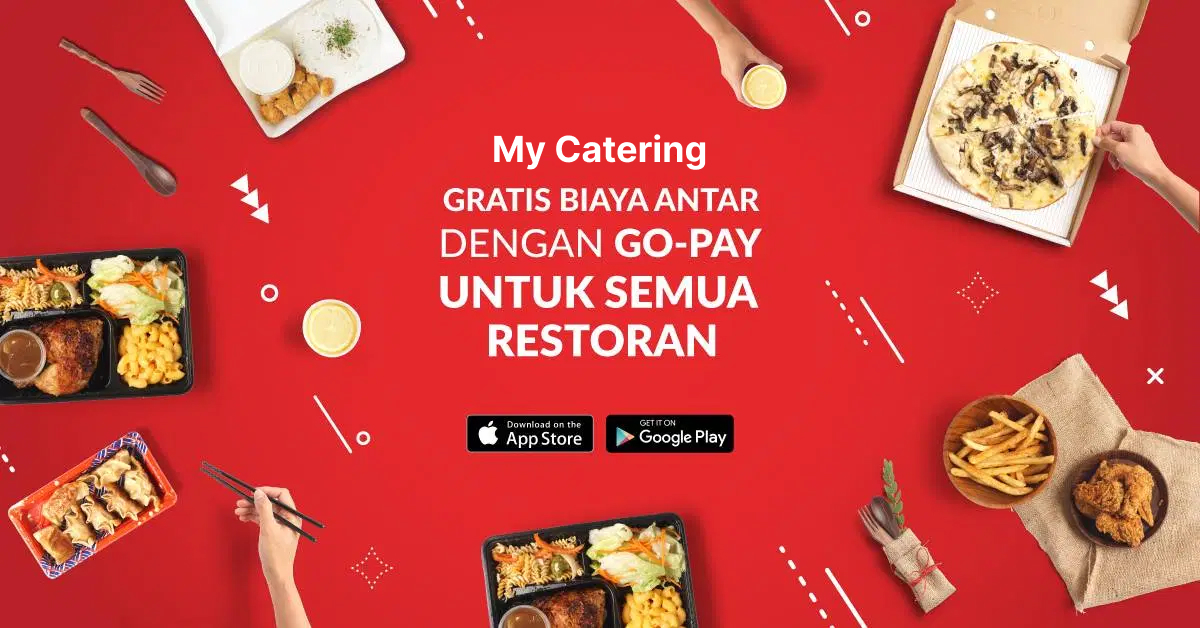 My Catering
GRATIS BIAYA ANTAR
DENGAN GO-PAY
UNTUK SEMUA
RESTORAN
Download on the
App Store
GET IT ON
Google Play